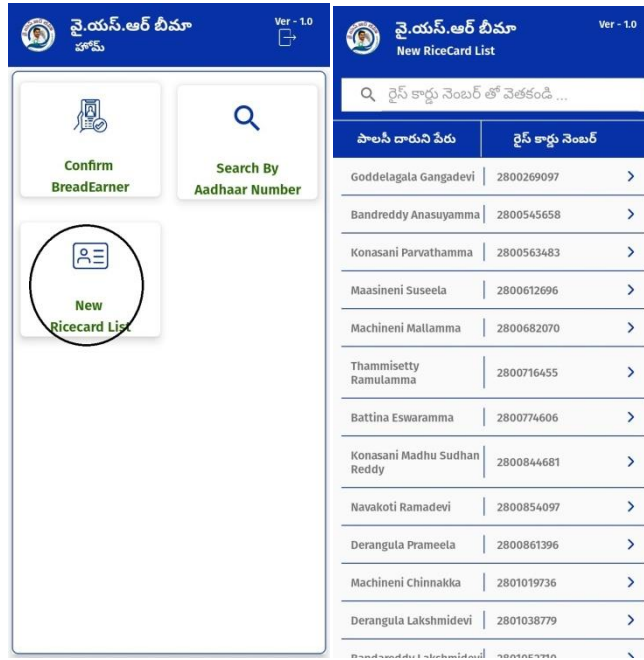 వై.యస్.ఆర్ బీమా
Ver - 1.0
హోమ్
Confirm
BreadEarner
Search By
Aadhaar Number
New
Ricecard List
వై.యస్.ఆర్ బీమా
Ver - 1.0
New RiceCard List
రైస్ కార్డు నెంబర్ తో వెతకండి ...
పాలసీ దారుని పేరు రైస్ కార్డు నెంబర్
Goddelagala Gangadevi 2800269097
Bandreddy Anasuyamma 2800545658
Konasani Parvathamma 2800563483
Maasineni Suseela 2800612696
Machineni Mallamma 2800682070
Thammisetty
Ramulamma 2800716455
Battina Eswaramma 2800774606
Konasani Madhu Sudhan
Reddy 2800844681
Navakoti Ramadevi 2800854097
Derangula Prameela 2800861396
Machineni Chinnakka 2801019736
Derangula Lakshmidevi 2801038779